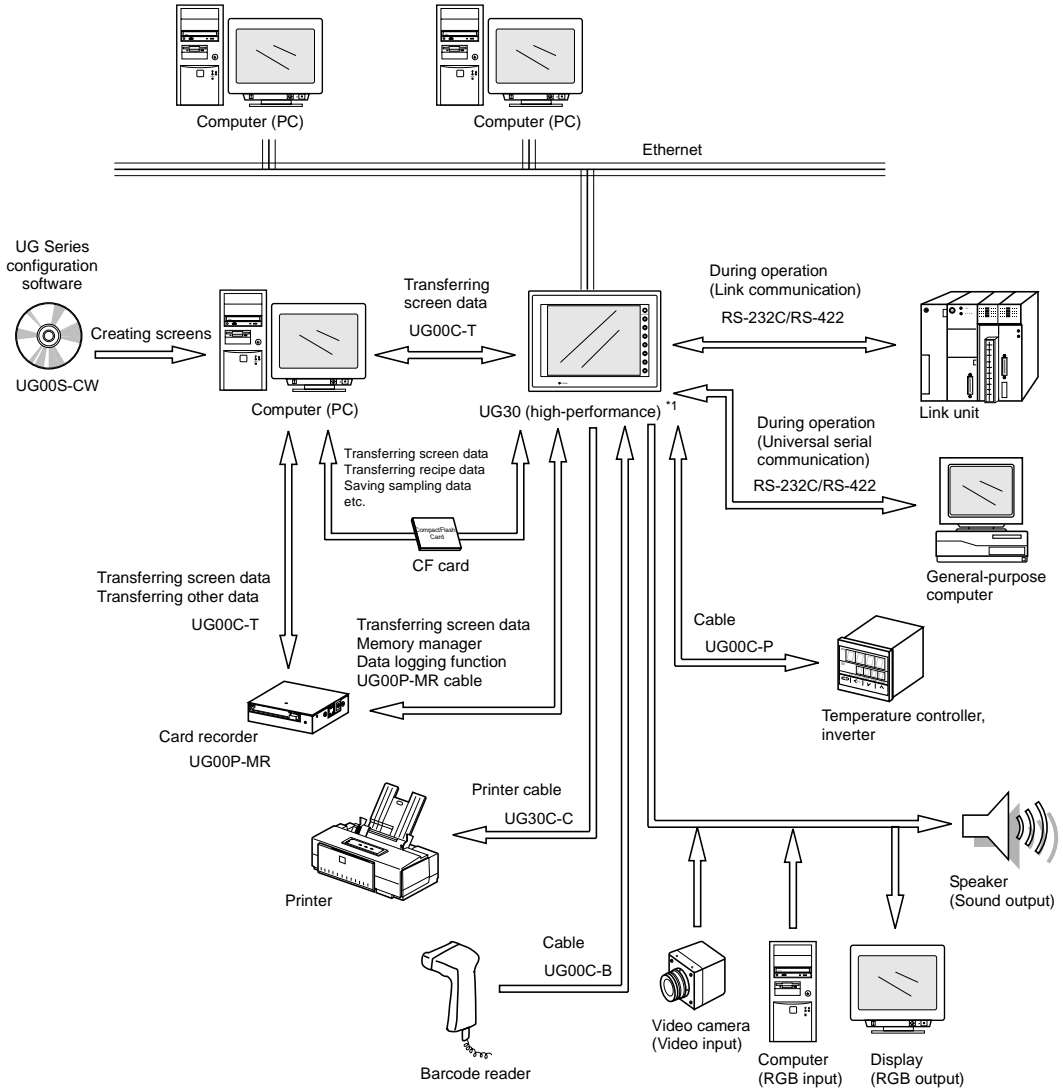 Computer (PC)
Computer (PC)
Ethernet
UG Series
configuration
software
Creating screens
UG00S-CW
Computer (PC)
Transferring
screen data
UG00C-T
UG30 (high-performance) *1
During operation
(Link communication)
RS-232C/RS-422
Link unit
During operation
(Universal serial
communication)
RS-232C/RS-422
General-purpose
computer
Transferring screen data
Transferring recipe data
Saving sampling data
etc.
CompactFlash
Card
CF card
Transferring screen data
Transferring other data
UG00C-T
Transferring screen data
Memory manager
Data logging function
UG00P-MR cable
Card recorder
UG00P-MR
Cable
UG00C-P
Temperature controller,
inverter
Printer cable
UG30C-C
Printer
Speaker
(Sound output)
Cable
UG00C-B
Barcode reader
Video camera
(Video input)
Computer
(RGB input)
Display
(RGB output)